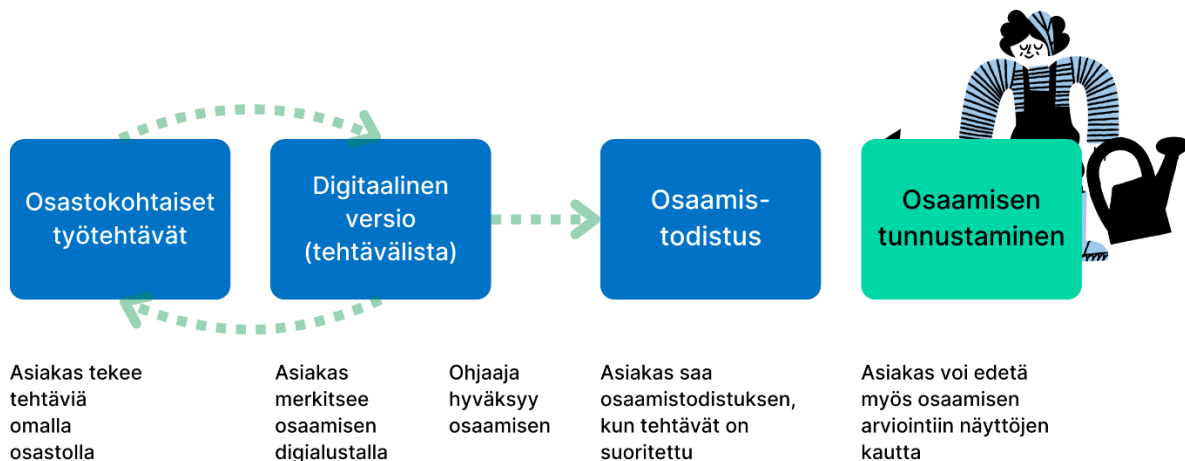 Osastokohtaiset
työtehtävät
Digitaalinen
versio
(tehtävälista)
Osaamis-
todistus
Osaamisen
tunnustaminen
Asiakas tekee
tehtäviä
omalla
osastolla
Asiakas
merkitsee
osaamisen
digialustalla
Ohjaaja
hyväksyy
osaamisen
Asiakas saa
osaamistodistuksen,
kun tehtävät on
suoritettu
Asiakas voi edetä
myös osaamisen
arviointiin näyttöjen
kautta